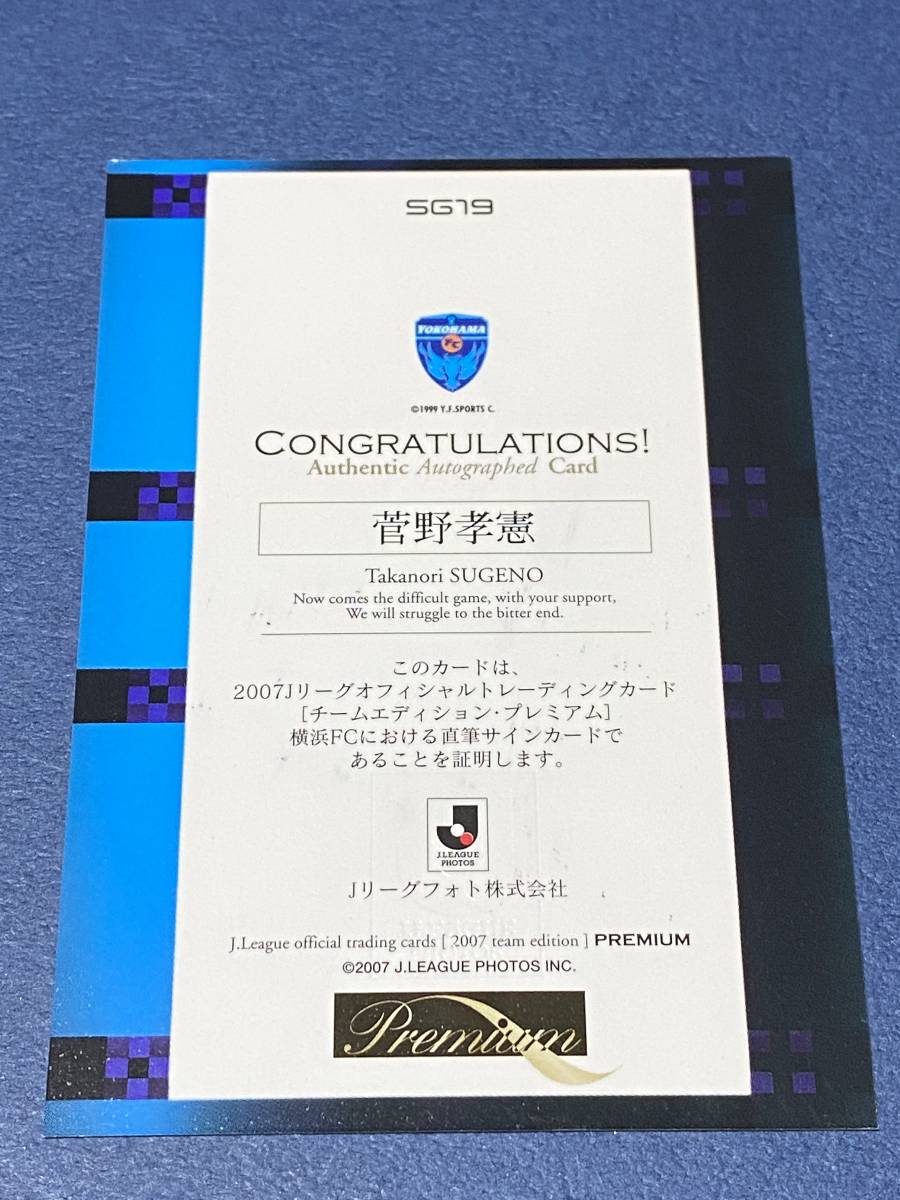 SG19
YOKOHAMA
FC
©1999 Y.F.SPORTS C.
CONGRATULATIONS!
Authentic Autographed Card
菅野孝憲
Takanori SUGENO
Now comes the difficult game, with your support,
We will struggle to the bitter end.
このカードは、
2007Jリーグオフィシャルトレーディングカード
[チームエディション・プレミアム]
横浜FCにおける直筆サインカードで
あることを証明します。
J.LEAGUE
PHOTOS
Jリーグフォト株式会社
J.League official trading cards [ 2007 team edition ] PREMIUM
©2007 J.LEAGUE PHOTOS INC.
Premium